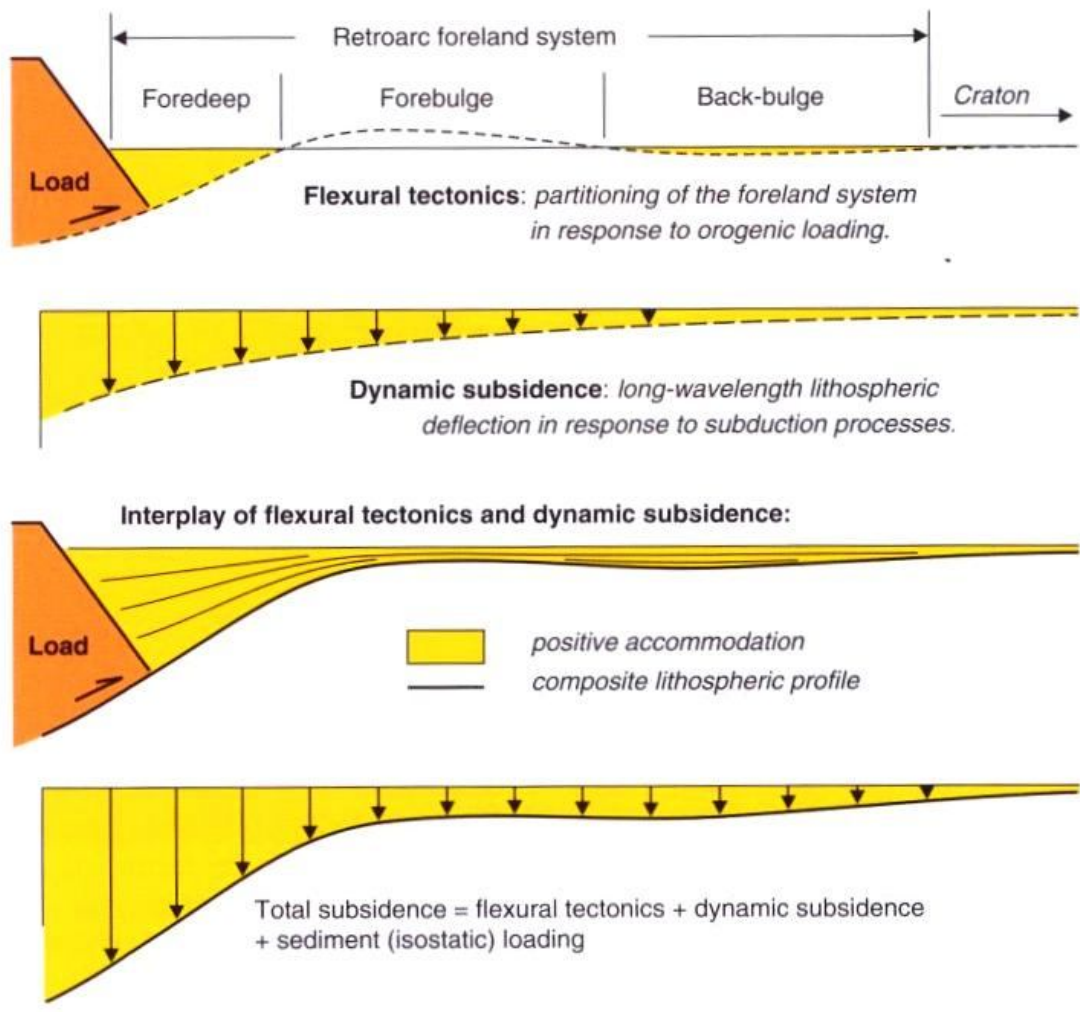 Retroarc foreland system
Foredeep
Forebulge
Back-bulge
Craton
Load
Flexural tectonics: partitioning of the foreland system
in response to orogenic loading.
Dynamic subsidence: long-wavelength lithospheric
deflection in response to subduction processes.
Interplay of flexural tectonics and dynamic subsidence:
Load
positive accommodation
composite lithospheric profile
Total subsidence = flexural tectonics + dynamic subsidence
+ sediment (isostatic) loading